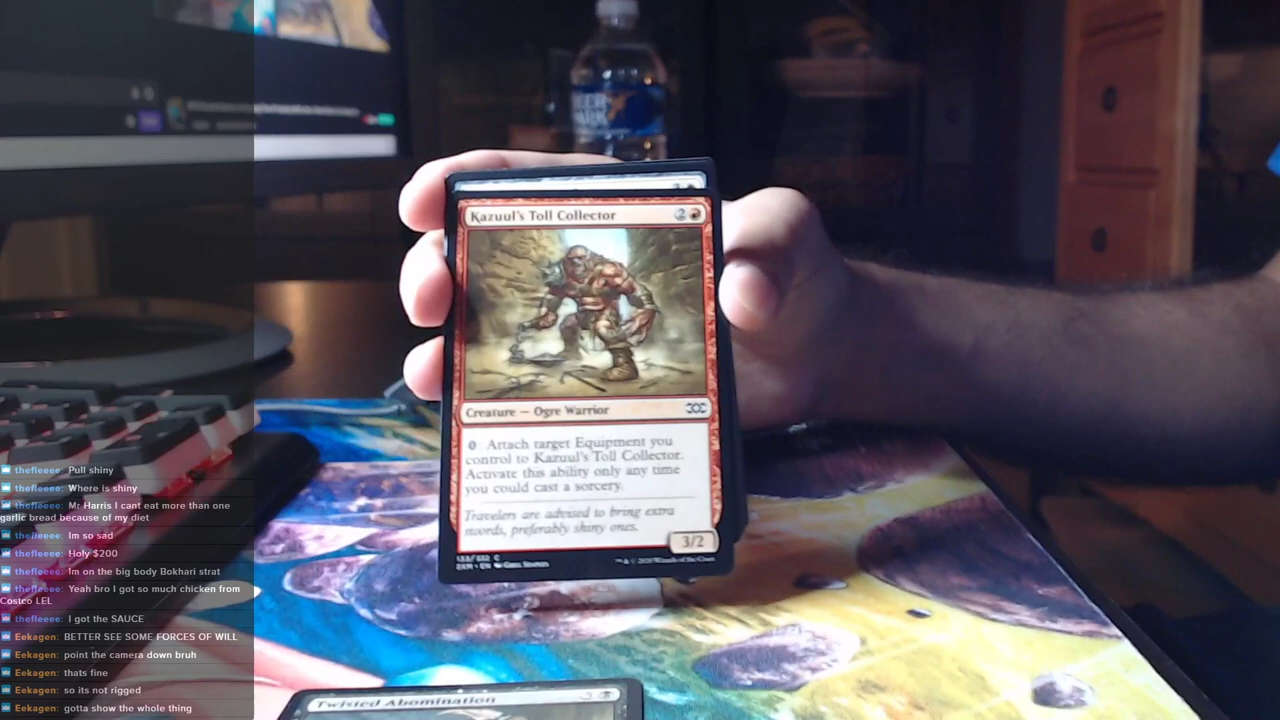 Kazuul's Toll Collector 2
Creature — Ogre Warrior
0: Attach target Equipment you
control to Kazuul's Toll Collector.
Activate this ability only any time
you could cast a sorcery.
Travelers are advised to bring extra
swords, preferably shiny ones.
3/2
Twisted Abomination
thefleeee: Pull shiny
thefleeee: Where is shiny
thefleeee: Mr Harris I cant eat more than one
garlic bread because of my diet
thefleeee: Im so sad
thefleeee: Holy $200
thefleeee: Im on the big body Bokhari strat
thefleeee: Yeah bro I got so much chicken from
Costco LEL
thefleeee: I got the SAUCE
Eekagen: BETTER SEE SOME FORCES OF WILL
Eekagen: point the camera down bruh
Eekagen: thats fine
Eekagen: so its not rigged
Eekagen: gotta show the whole thing